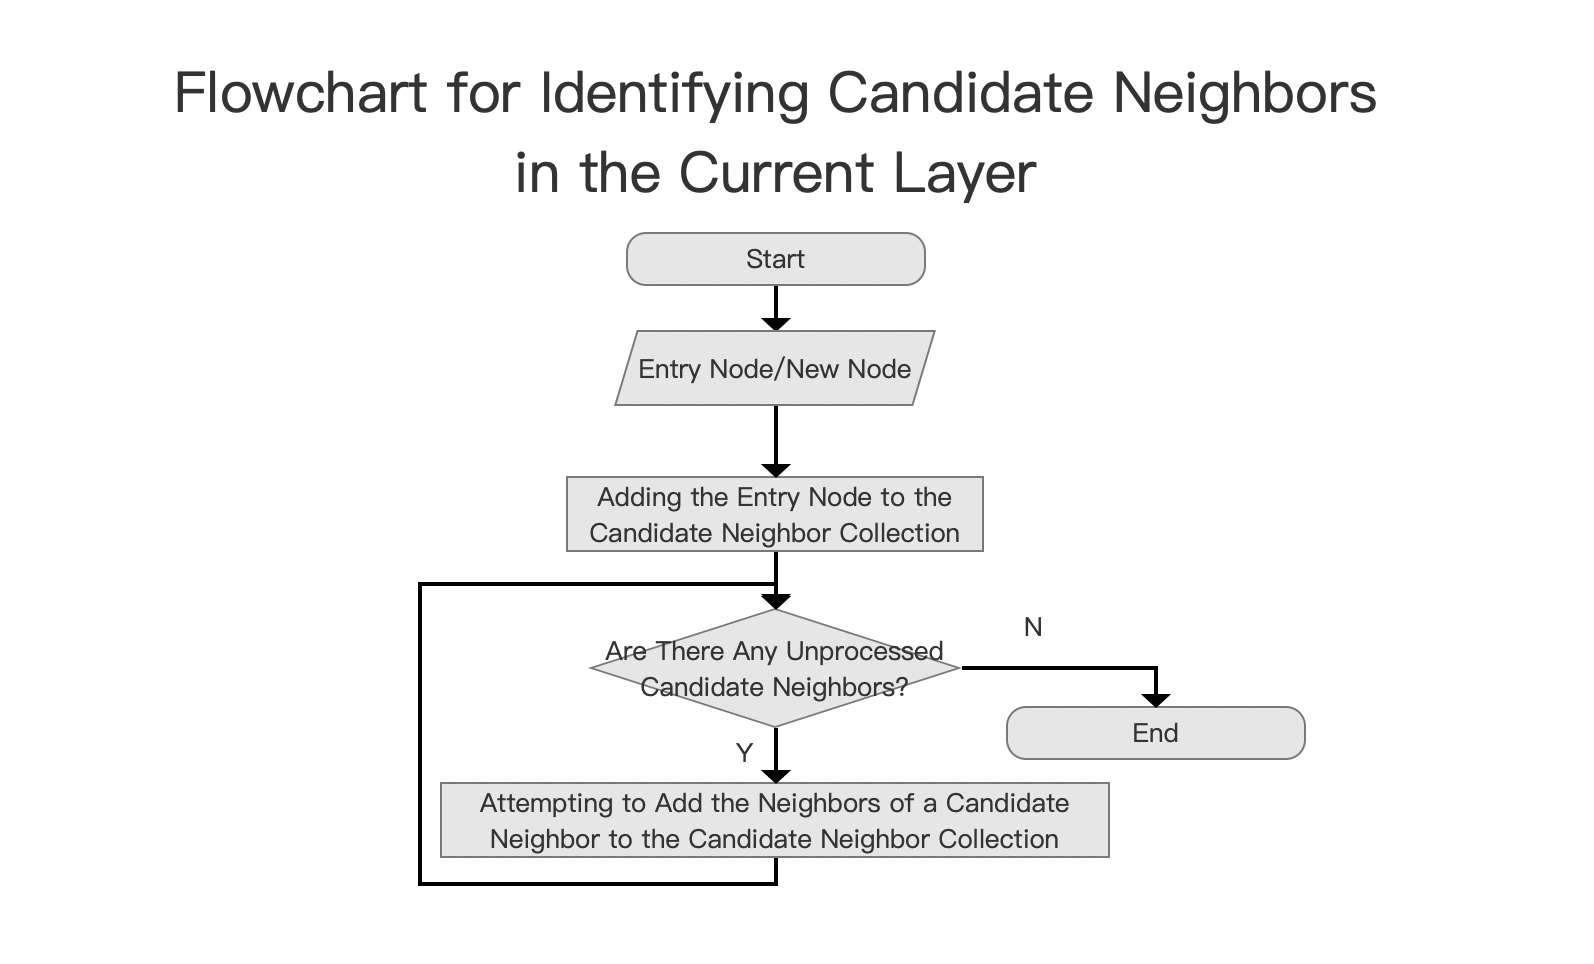 Flowchart for Identifying Candidate Neighbors
in the Current Layer
Start
Entry Node/New Node
Adding the Entry Node to the
Candidate Neighbor Collection
N
Are There Any Unprocessed
Candidate Neighbors?
End
Y
Attempting to Add the Neighbors of a Candidate
Neighbor to the Candidate Neighbor Collection